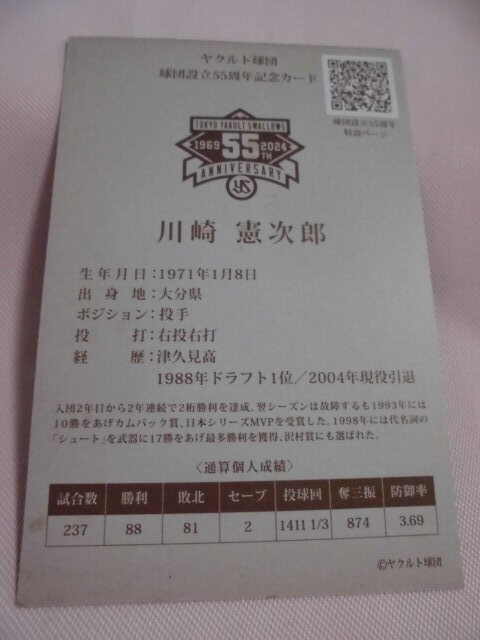 ヤクルト球団
球団設立55周年記念カード
球団設立55周年
特設ページ
TOKYO YAKULT SWALLOWS
1969 55TH 2024
ANNIVERSARY
YS
川崎 憲次郎
生年月日：1971年1月8日
出身地：大分県
ポジション：投手
投打：右投右打
経歴：津久見高
1988年ドラフト1位／2004年現役引退
入団2年目から2年連続で2桁勝利を達成。翌シーズンは故障するも1993年には
10勝をあげカムバック賞、日本シリーズMVPを受賞した。1998年には代名詞の
「シュート」を武器に17勝をあげ最多勝利を獲得、沢村賞にも選ばれた。
〈通算個人成績〉
試合数 勝利 敗北 セーブ 投球回 奪三振 防御率
237 88 81 2 1411 1/3 874 3.69
©ヤクルト球団